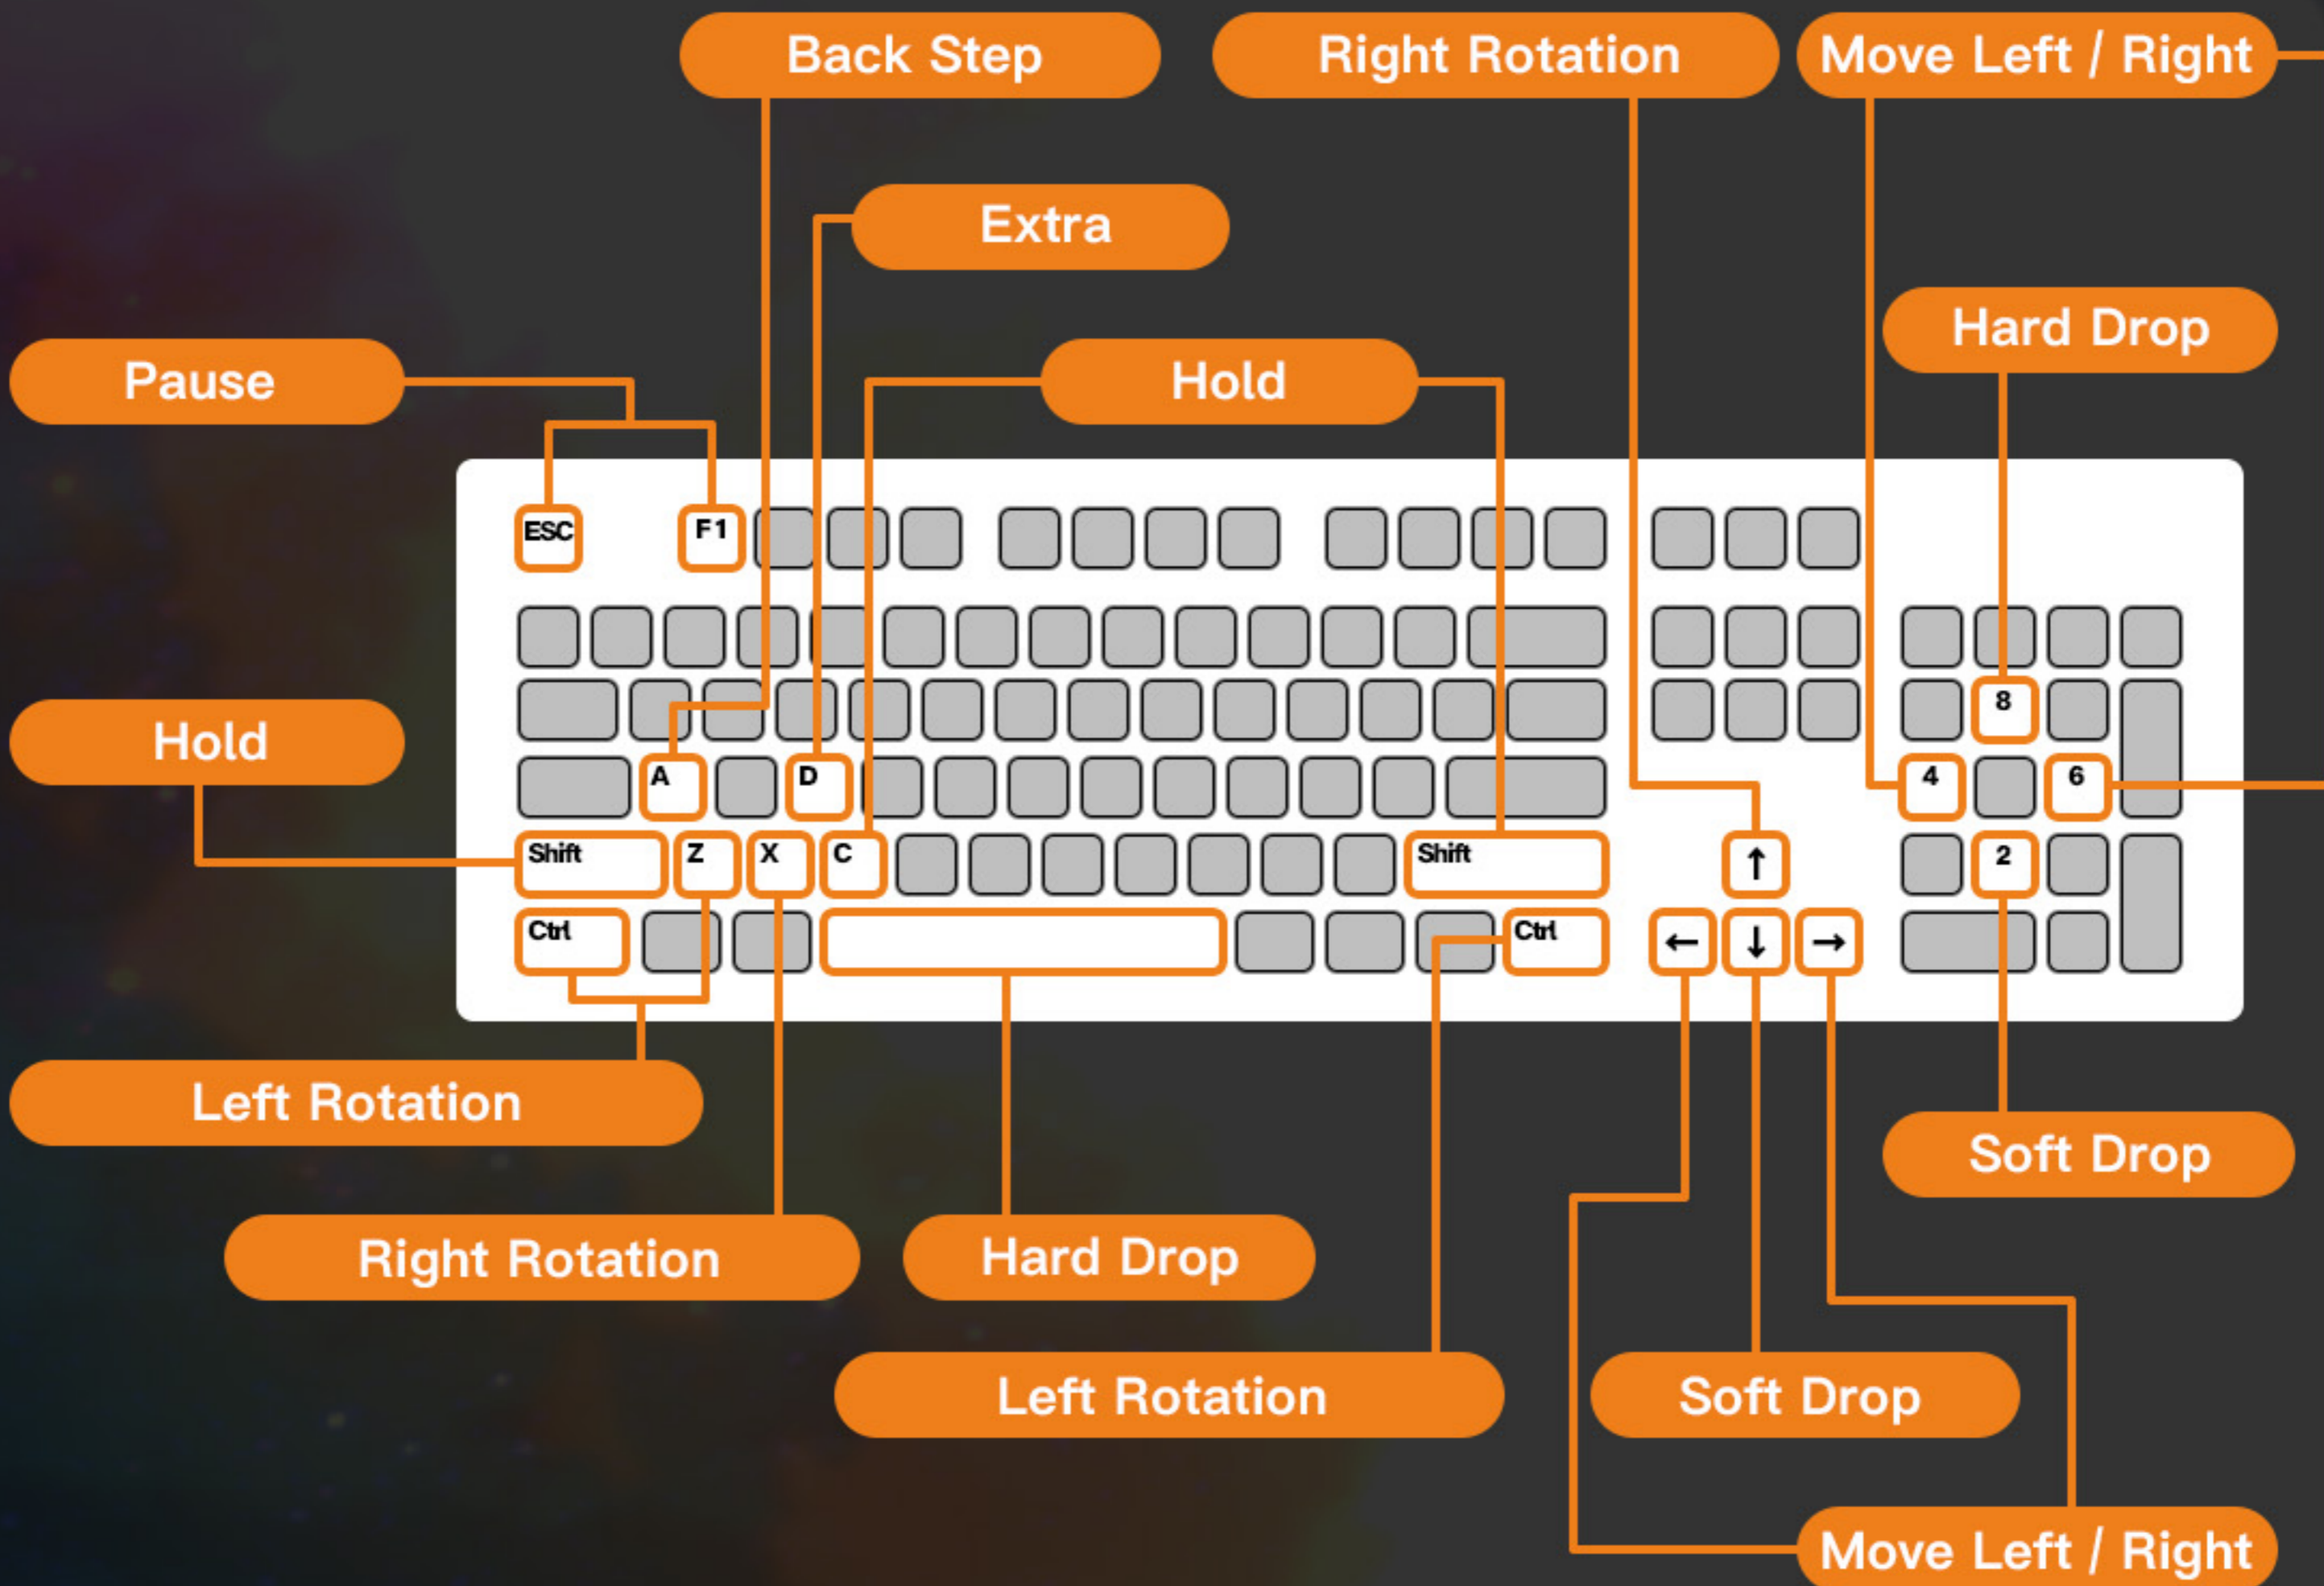 Back Step
Right Rotation
Move Left / Right
Extra
Hard Drop
Pause
Hold
ESC
F1
8
Hold
A
D
4
6
Shift
Z
X
C
Shift
↑
2
Ctrl
Ctrl
←
↓
→
Left Rotation
Soft Drop
Right Rotation
Hard Drop
Left Rotation
Soft Drop
Move Left / Right